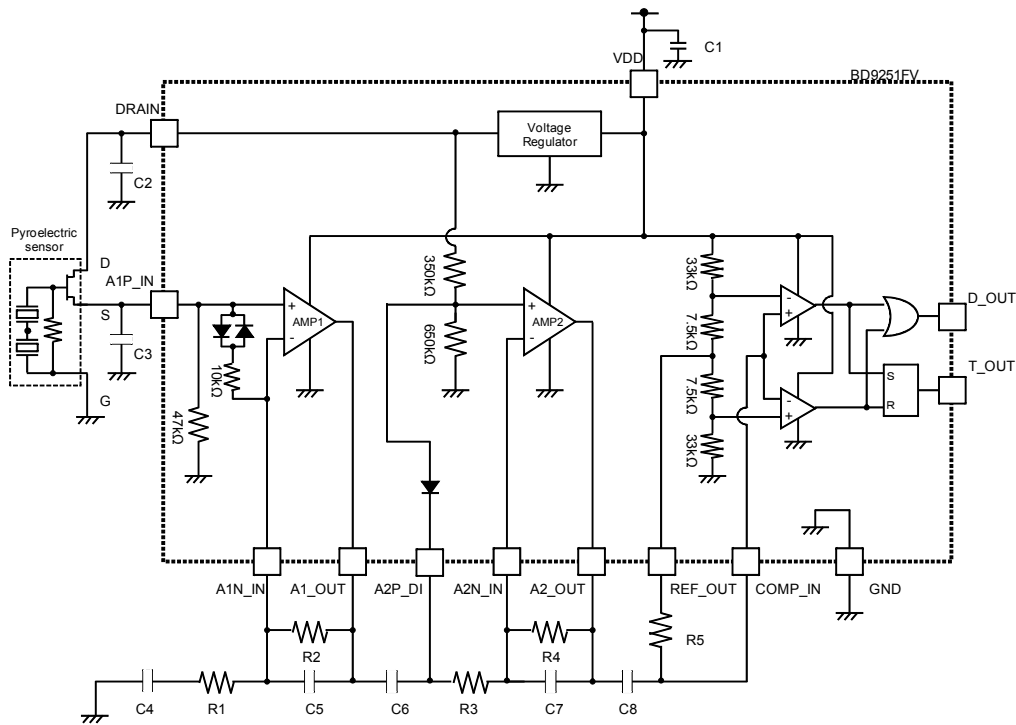 C1
VDD
BD9251FV
DRAIN
Voltage
Regulator
C2
Pyroelectric
sensor
D
A1P_IN
S
C3
G
350kΩ
650kΩ
33kΩ
7.5kΩ
7.5kΩ
33kΩ
10kΩ
47kΩ
+
AMP1
-
+
AMP2
-
-
+
-
+
D_OUT
T_OUT
S
R
A1N_IN
A1_OUT
A2P_DI
A2N_IN
A2_OUT
REF_OUT
COMP_IN
GND
R2
R4
R5
C4
R1
C5
C6
R3
C7
C8